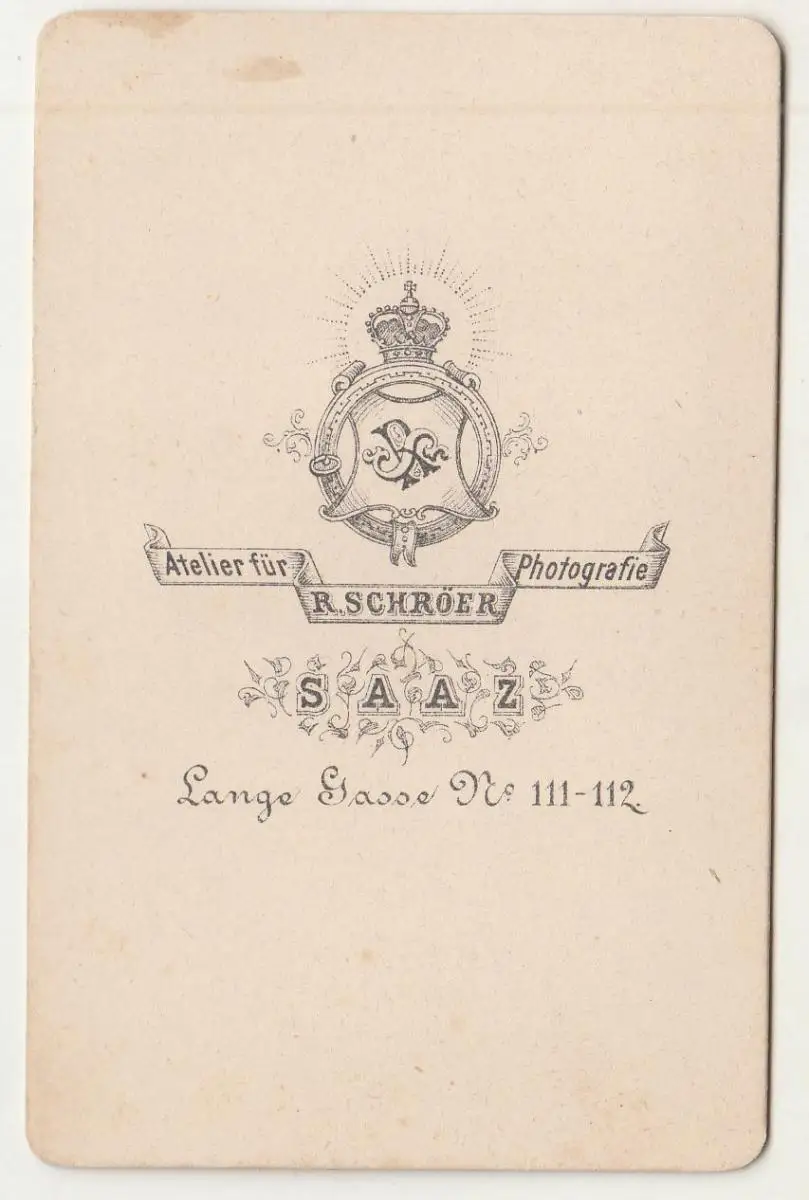 Atelier für Photografie
R. SCHRÖER
SAAZ
Lange Gasse No. 111-112.